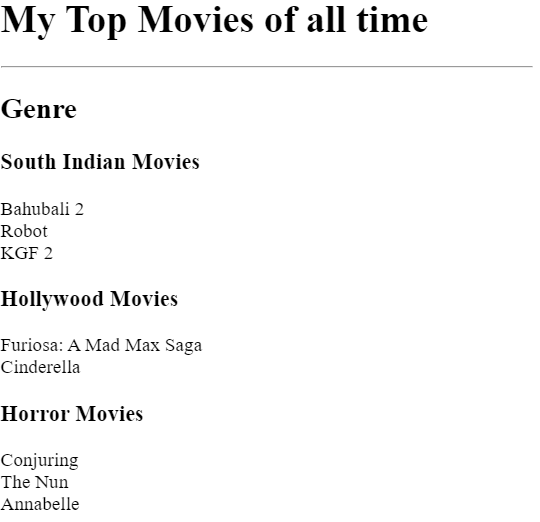 My Top Movies of all time
Genre
South Indian Movies
Bahubali 2
Robot
KGF 2
Hollywood Movies
Furiosa: A Mad Max Saga
Cinderella
Horror Movies
Conjuring
The Nun
Annabelle